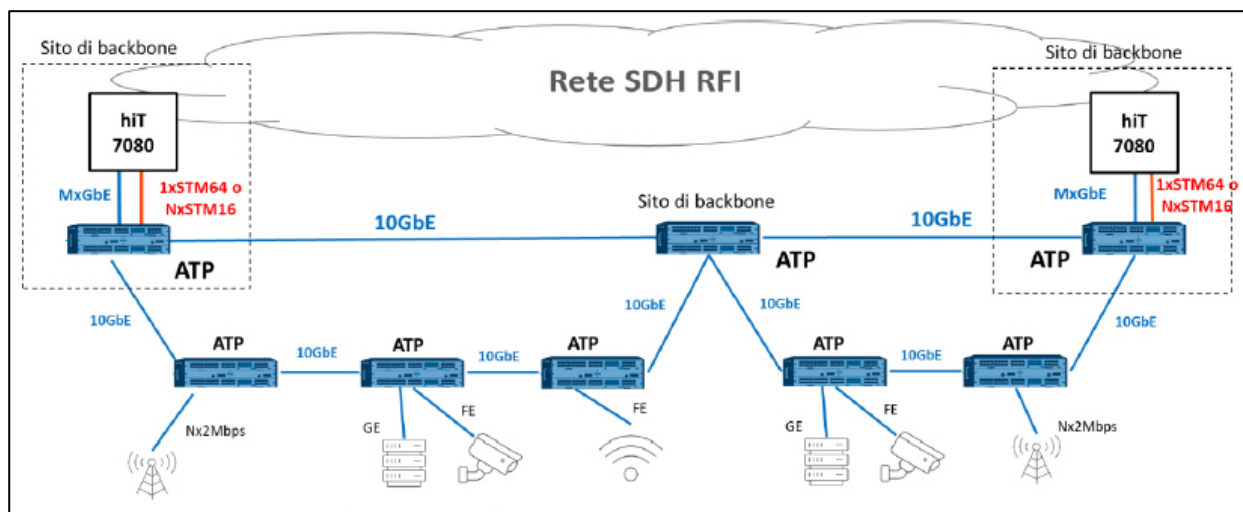 Sito di backbone
Sito di backbone
Rete SDH RFI
hiT
7080
hiT
7080
MxGbE
1xSTM64 o
NxSTM16
MxGbE
1xSTM64 o
NxSTM16
Sito di backbone
10GbE
10GbE
ATP
ATP
ATP
10GbE
10GbE
10GbE
10GbE
ATP
ATP
ATP
ATP
ATP
10GbE
10GbE
10GbE
Nx2Mbps
GE
FE
FE
GE
FE
Nx2Mbps